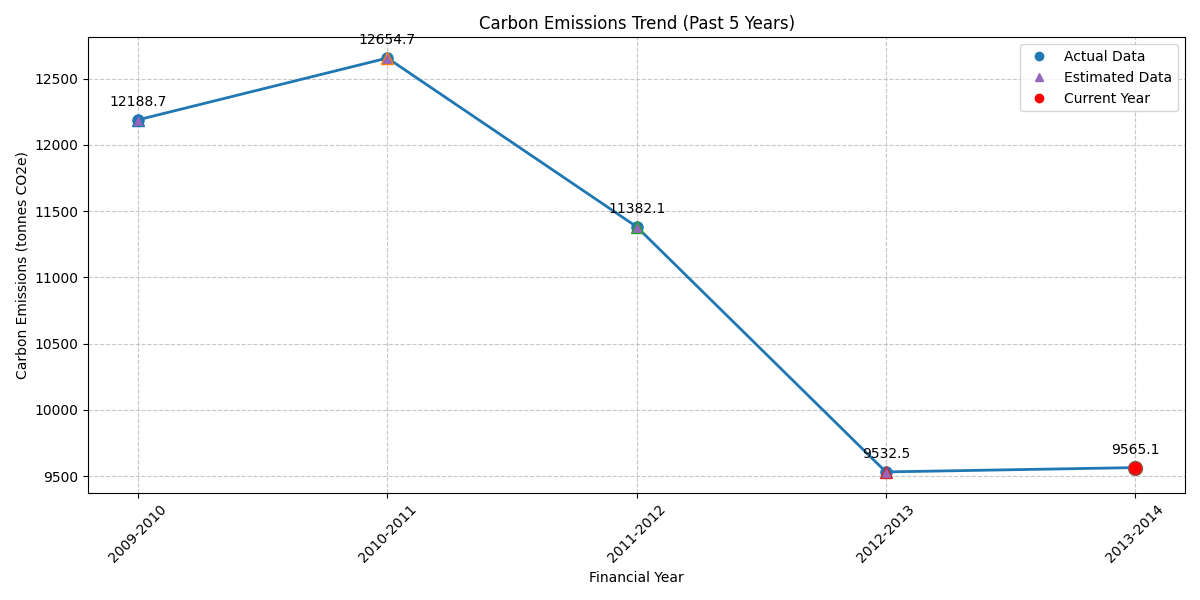 Carbon Emissions Trend (Past 5 Years)
12654.7
12188.7
11382.1
9532.5
9565.1
Actual Data
Estimated Data
Current Year
Carbon Emissions (tonnes CO2e)
12500
12000
11500
11000
10500
10000
9500
2009-2010
2010-2011
2011-2012
2012-2013
2013-2014
Financial Year